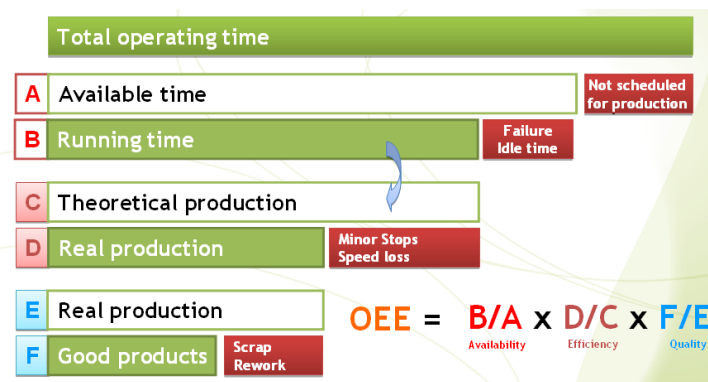 Total operating time
A Available time
Not scheduled
for production
B Running time
Failure
Idle time
C Theoretical production
D Real production
Minor Stops
Speed loss
E Real production
OEE = B/A x D/C x F/E
Availability Efficiency Quality
F Good products
Scrap
Rework